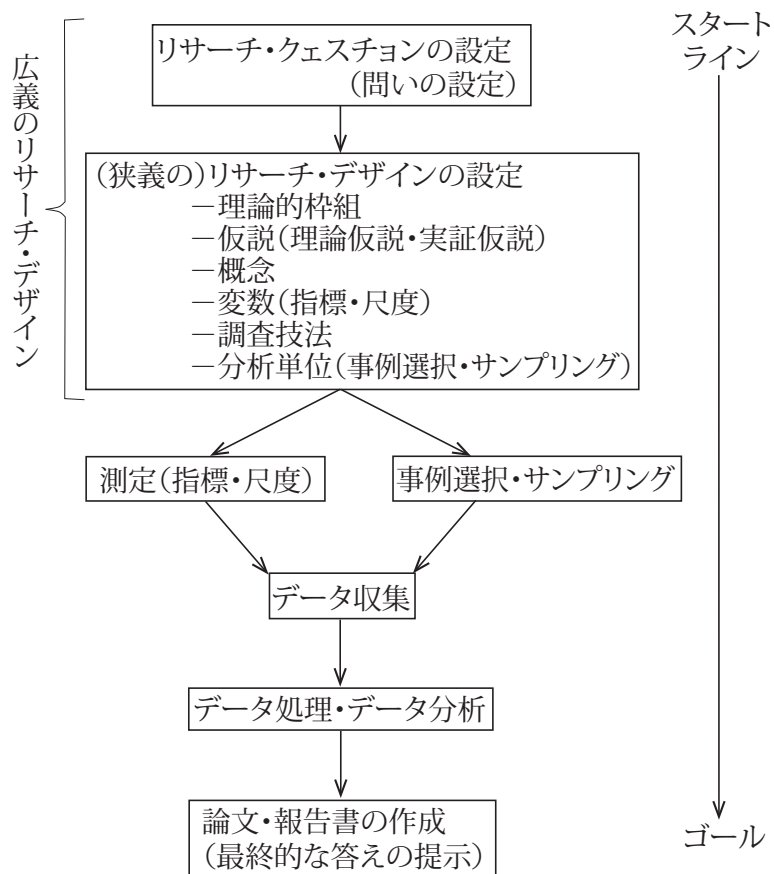 広義のリサーチ・デザイン
リサーチ・クェスチョンの設定
(問いの設定)
(狭義の)リサーチ・デザインの設定
－理論的枠組
－仮説(理論仮説・実証仮説)
－概念
－変数(指標・尺度)
－調査技法
－分析単位(事例選択・サンプリング)
測定(指標・尺度)
事例選択・サンプリング
データ収集
データ処理・データ分析
論文・報告書の作成
(最終的な答えの提示)
スタート
ライン
ゴール